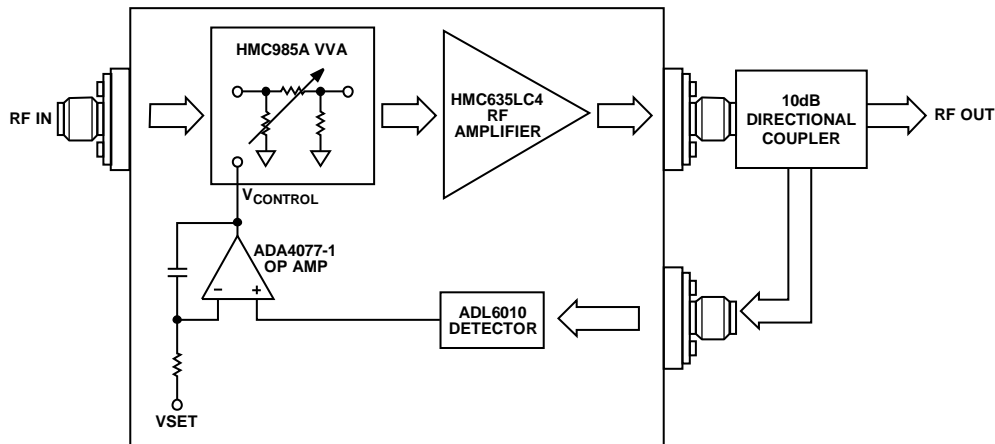 HMC985A VVA
RF IN
HMC635LC4
RF
AMPLIFIER
10dB
DIRECTIONAL
COUPLER
RF OUT
VCONTROL
ADA4077-1
OP AMP
– +
ADL6010
DETECTOR
VSET